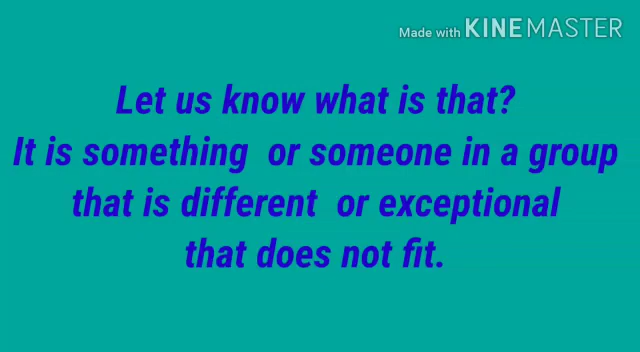 Made with KINEMASTER
Let us know what is that?
It is something or someone in a group
that is different or exceptional
that does not fit.